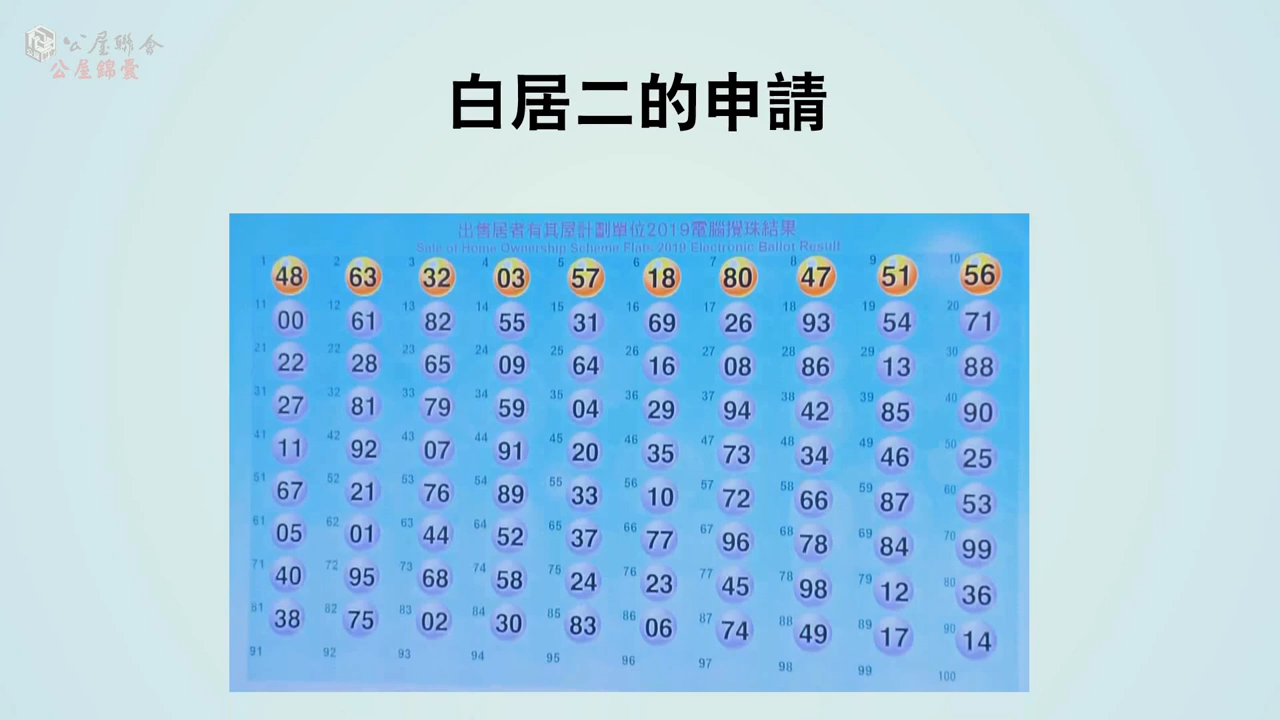 公屋聯會
公屋錦囊
白居二的申請
出售居者有其屋計劃單位2019電腦攪珠結果
Sale of Home Ownership Scheme Flats 2019 Electronic Ballot Result
1 48 2 63 3 32 4 03 5 57 6 18 7 80 8 47 9 51 10 56
11 00 12 61 13 82 14 55 15 31 16 69 17 26 18 93 19 54 20 71
21 22 22 28 23 65 24 09 25 64 26 16 27 08 28 86 29 13 30 88
31 27 32 81 33 79 34 59 35 04 36 29 37 94 38 42 39 85 40 90
41 11 42 92 43 07 44 91 45 20 46 35 47 73 48 34 49 46 50 25
51 67 52 21 53 76 54 89 55 33 56 10 57 72 58 66 59 87 60 53
61 05 62 01 63 44 64 52 65 37 66 77 67 96 68 78 69 84 70 99
71 40 72 95 73 68 74 58 75 24 76 23 77 45 78 98 79 12 80 36
81 38 82 75 83 02 84 30 85 83 86 06 87 74 88 49 89 17 90 14
91 92 93 94 95 96 97 98 99 100